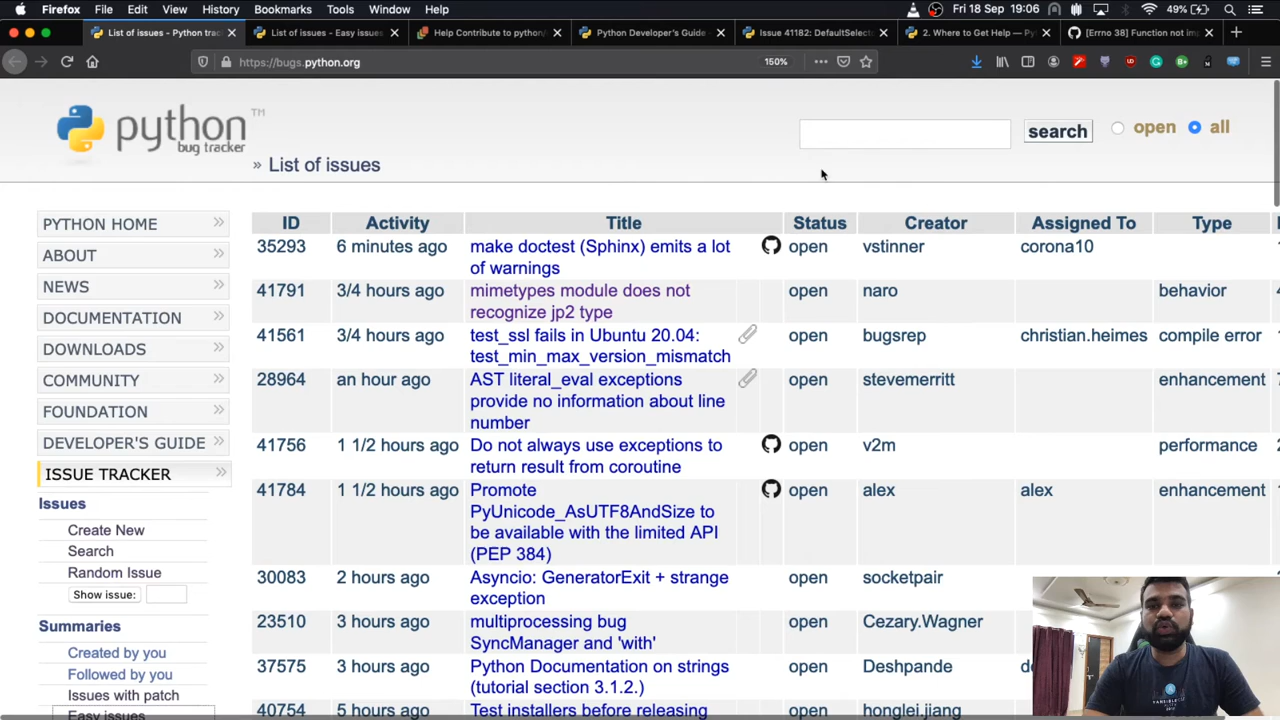 Firefox File Edit View History Bookmarks Tools Window Help Fri 18 Sep 19:06 49%
List of issues - Python trac List of issues - Easy issues Help Contribute to python/ Python Developer's Guide Issue 41182: DefaultSelect 2. Where to Get Help — Py [Errno 38] Function not im
https://bugs.python.org 150%
python TM
bug tracker
» List of issues
search open all
PYTHON HOME »
ABOUT »
NEWS »
DOCUMENTATION »
DOWNLOADS »
COMMUNITY »
FOUNDATION »
DEVELOPER'S GUIDE »
ISSUE TRACKER »
Issues
Create New
Search
Random Issue
Show issue:
Summaries
Created by you
Followed by you
Issues with patch
Easy issues
ID Activity Title Status Creator Assigned To Type
35293 6 minutes ago make doctest (Sphinx) emits a lot open vstinner corona10
of warnings
41791 3/4 hours ago mimetypes module does not open naro behavior
recognize jp2 type
41561 3/4 hours ago test_ssl fails in Ubuntu 20.04: open bugsrep christian.heimes compile error
test_min_max_version_mismatch
28964 an hour ago AST literal_eval exceptions open stevemerritt enhancement
provide no information about line
number
41756 1 1/2 hours ago Do not always use exceptions to open v2m performance
return result from coroutine
41784 1 1/2 hours ago Promote open alex alex enhancement
PyUnicode_AsUTF8AndSize to
be available with the limited API
(PEP 384)
30083 2 hours ago Asyncio: GeneratorExit + strange open socketpair
exception
23510 3 hours ago multiprocessing bug open Cezary.Wagner
SyncManager and 'with'
37575 3 hours ago Python Documentation on strings open Deshpande
(tutorial section 3.1.2.)
40754 5 hours ago Test installers before releasing open honglei.jiang